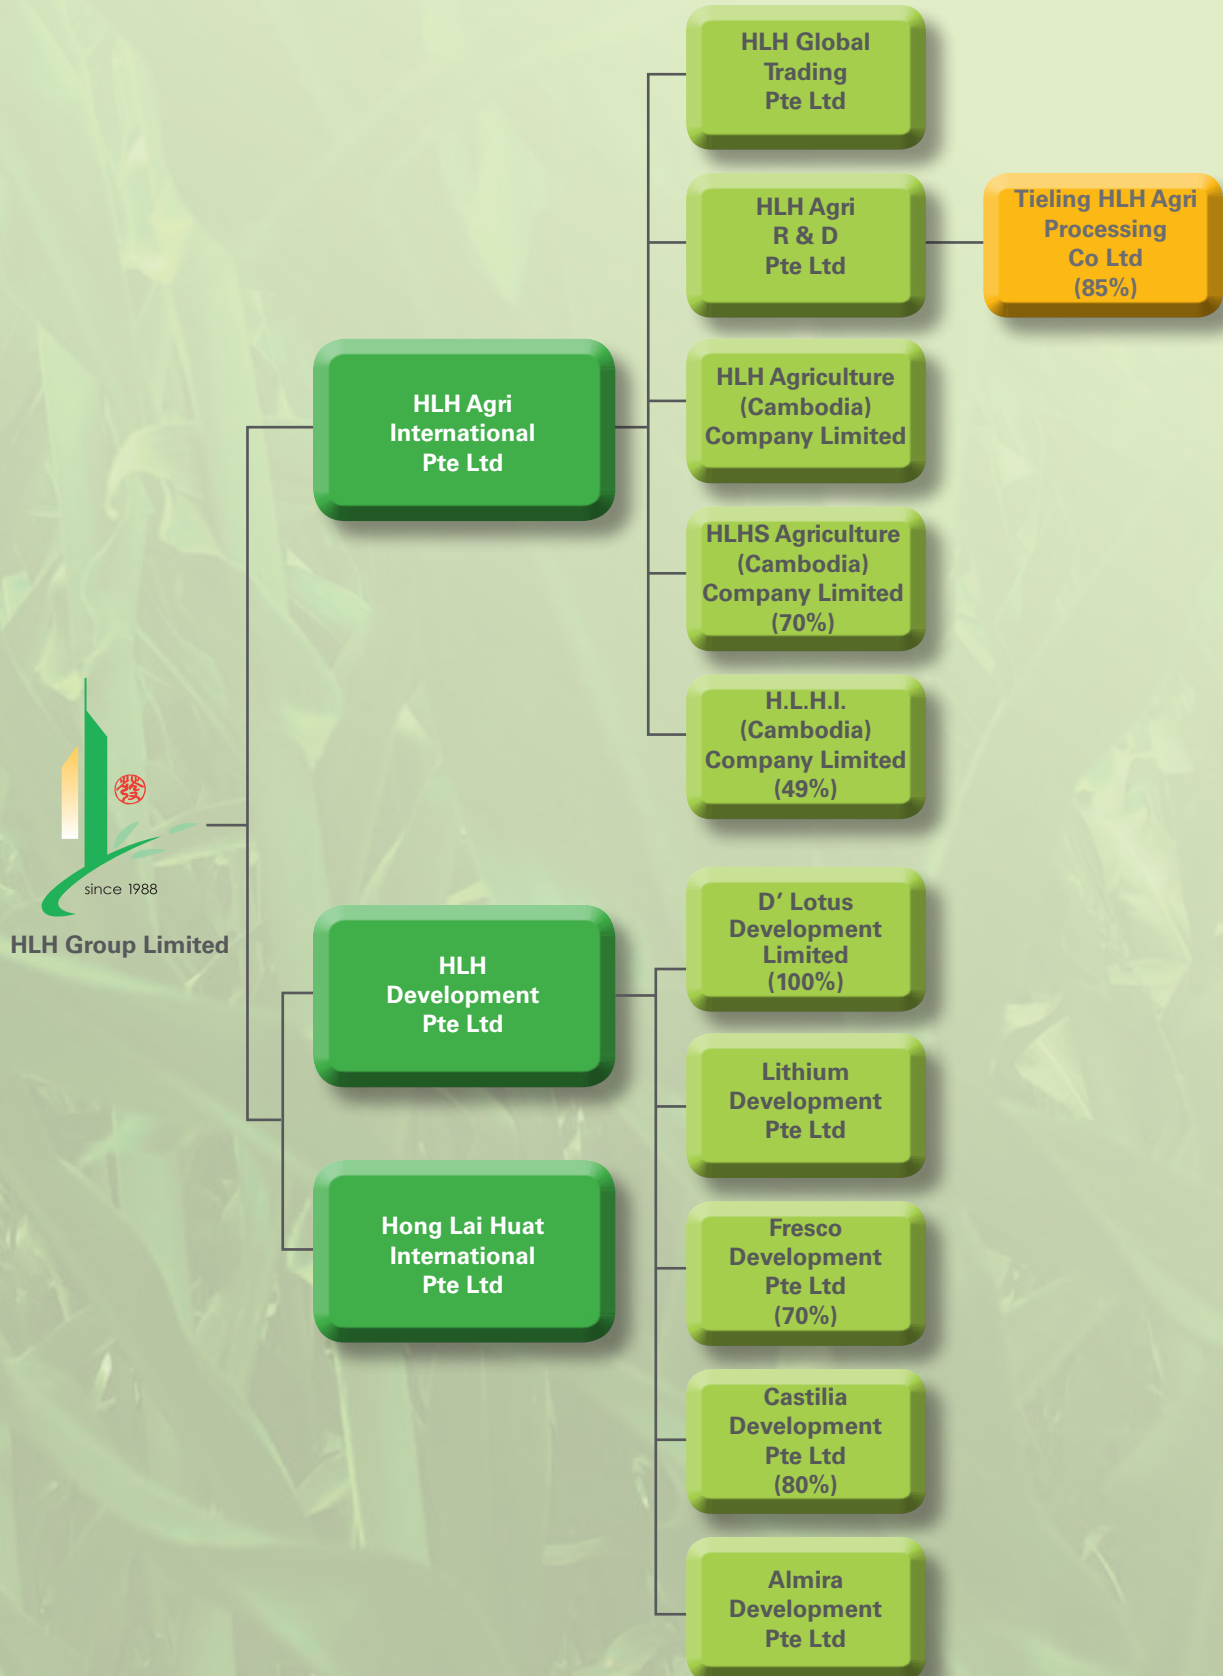 HLH Global
Trading
Pte Ltd
HLH Agri
R & D
Pte Ltd
Tieling HLH Agri
Processing
Co Ltd
(85%)
HLH Agri
International
Pte Ltd
HLH Agriculture
(Cambodia)
Company Limited
HLHS Agriculture
(Cambodia)
Company Limited
(70%)
H.L.H.I.
(Cambodia)
Company Limited
(49%)
since 1988
HLH Group Limited
HLH
Development
Pte Ltd
D’ Lotus
Development
Limited
(100%)
Lithium
Development
Pte Ltd
Hong Lai Huat
International
Pte Ltd
Fresco
Development
Pte Ltd
(70%)
Castilia
Development
Pte Ltd
(80%)
Almira
Development
Pte Ltd